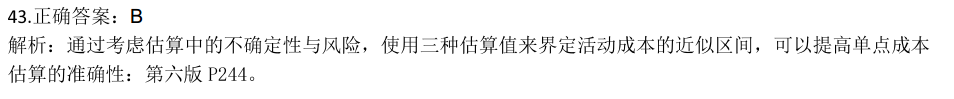 43.正确答案：B
解析：通过考虑估算中的不确定性与风险，使用三种估算值来界定活动成本的近似区间，可以提高单点成本
估算的准确性：第六版 P244。